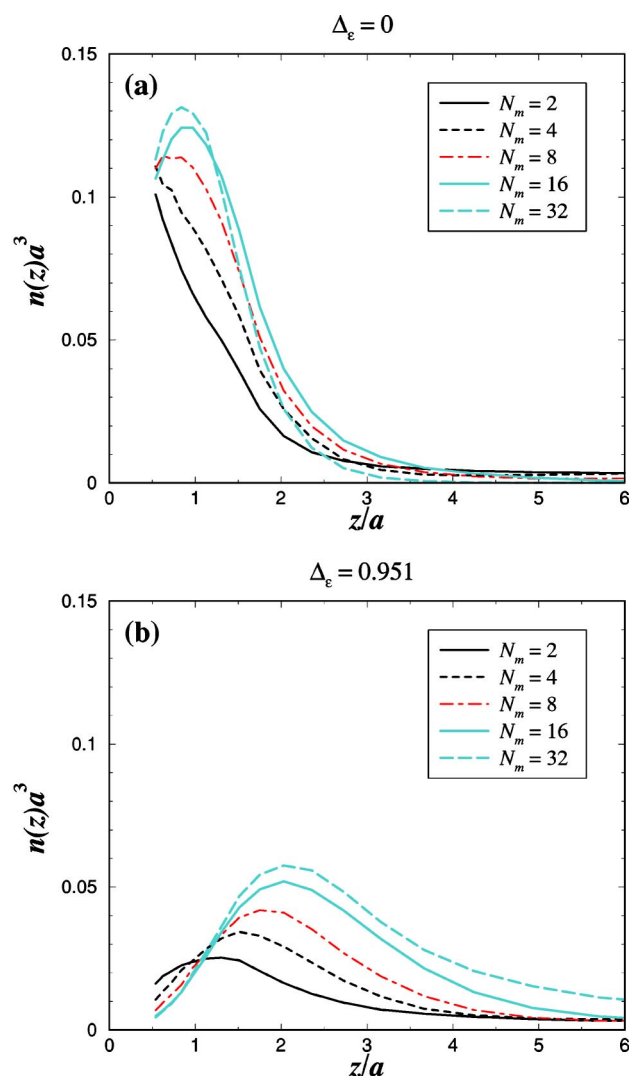 Δε = 0
(a)
Nm = 2
Nm = 4
Nm = 8
Nm = 16
Nm = 32
n(z)a³
0.15
0.1
0.05
0
0 1 2 3 4 5 6
z/a
Δε = 0.951
(b)
Nm = 2
Nm = 4
Nm = 8
Nm = 16
Nm = 32
n(z)a³
0.15
0.1
0.05
0
0 1 2 3 4 5 6
z/a